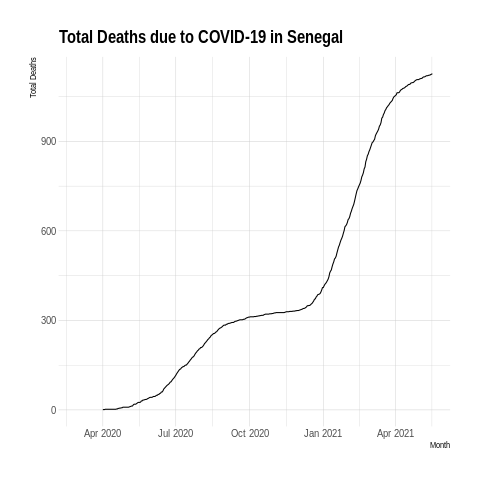 Total Deaths due to COVID-19 in Senegal
Total Deaths
900
600
300
0
Apr 2020 Jul 2020 Oct 2020 Jan 2021 Apr 2021
Month